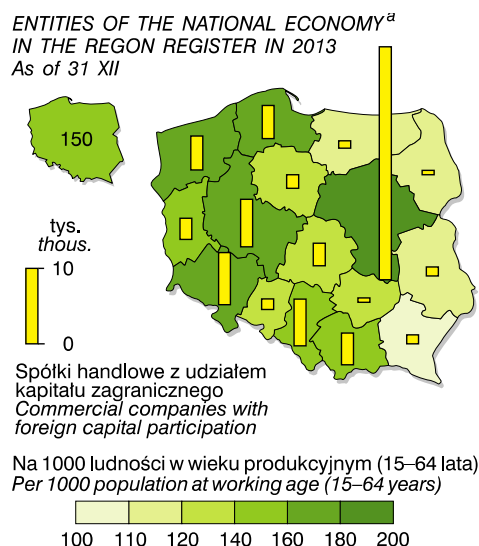 ENTITIES OF THE NATIONAL ECONOMYa
IN THE REGON REGISTER IN 2013
As of 31 XII
150
tys.
thous.
10
0
Spółki handlowe z udziałem
kapitału zagranicznego
Commercial companies with
foreign capital participation
Na 1000 ludności w wieku produkcyjnym (15–64 lata)
Per 1000 population at working age (15–64 years)
100 110 120 140 160 180 200